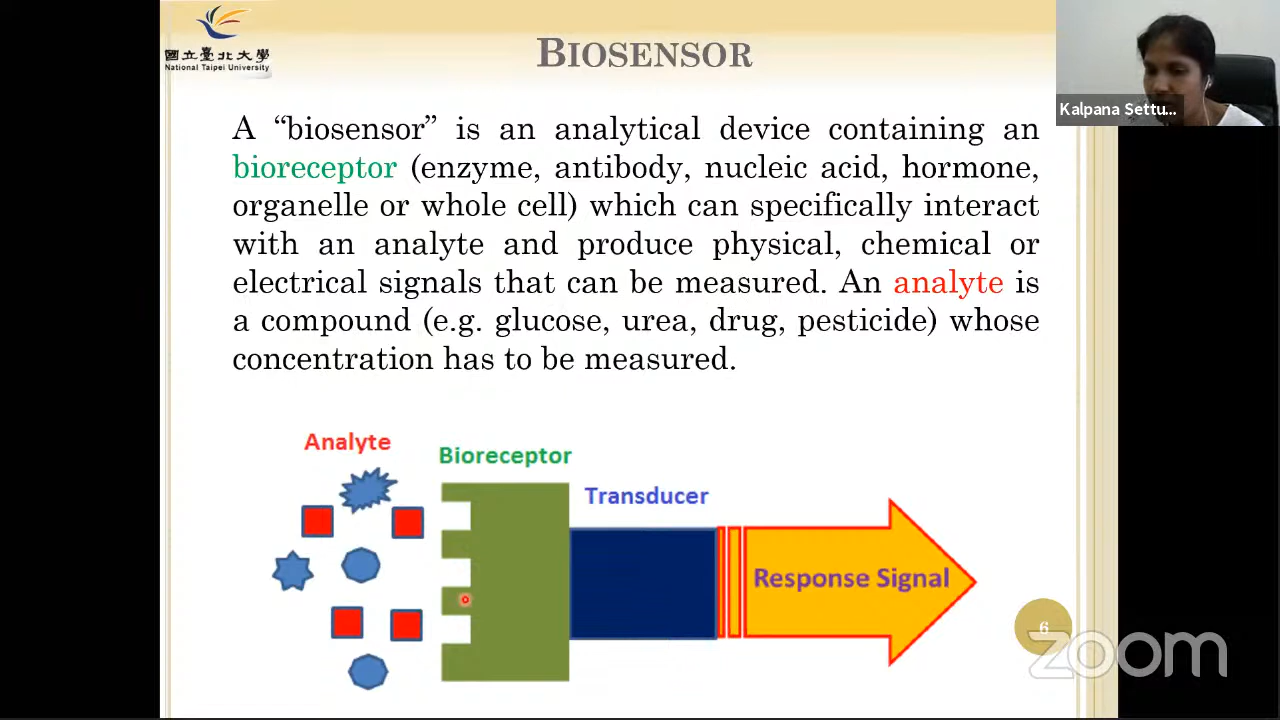 國立臺北大學
National Taipei University
BIOSENSOR
Kalpana Settu...
A “biosensor” is an analytical device containing an
bioreceptor (enzyme, antibody, nucleic acid, hormone,
organelle or whole cell) which can specifically interact
with an analyte and produce physical, chemical or
electrical signals that can be measured. An analyte is
a compound (e.g. glucose, urea, drug, pesticide) whose
concentration has to be measured.
Analyte
Bioreceptor
Transducer
Response Signal
6
zoom